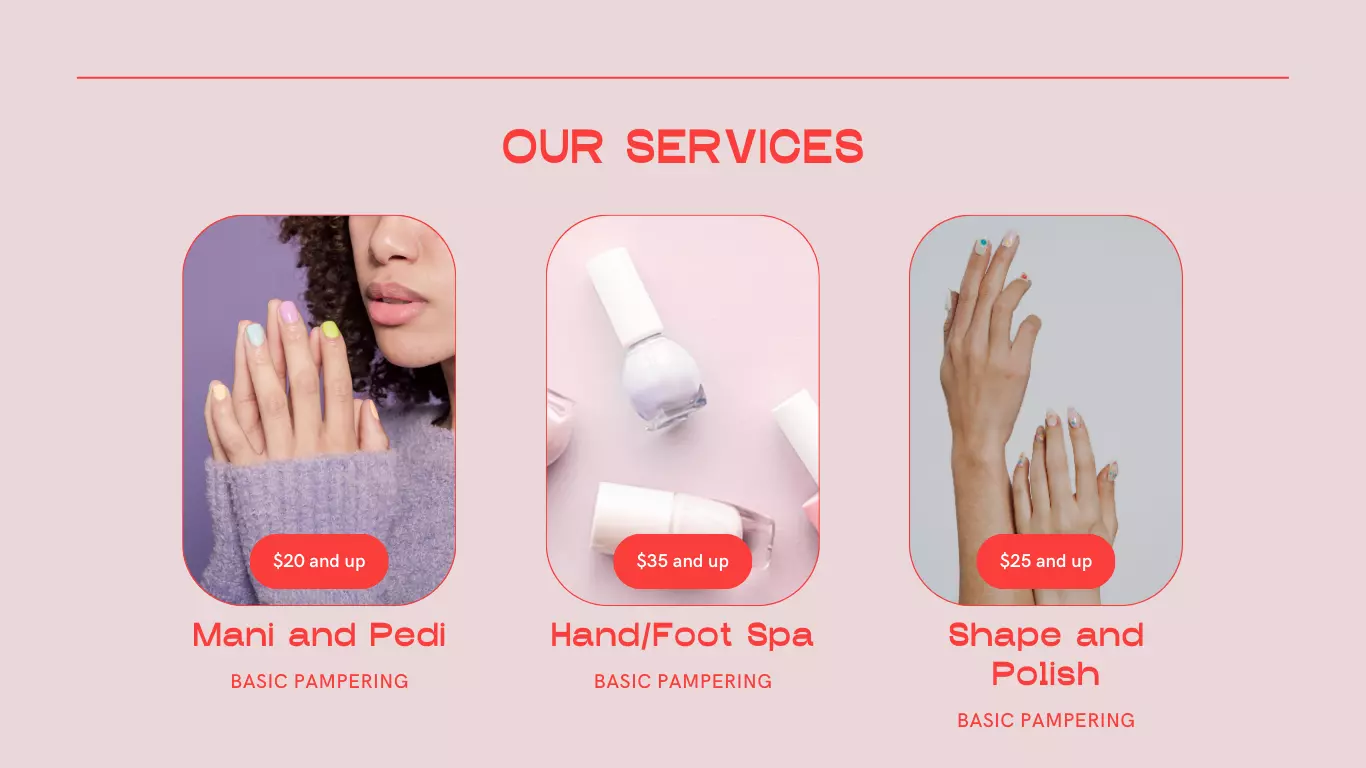 OUR SERVICES
$20 and up
$35 and up
$25 and up
Mani and Pedi
BASIC PAMPERING
Hand/Foot Spa
BASIC PAMPERING
Shape and
Polish
BASIC PAMPERING